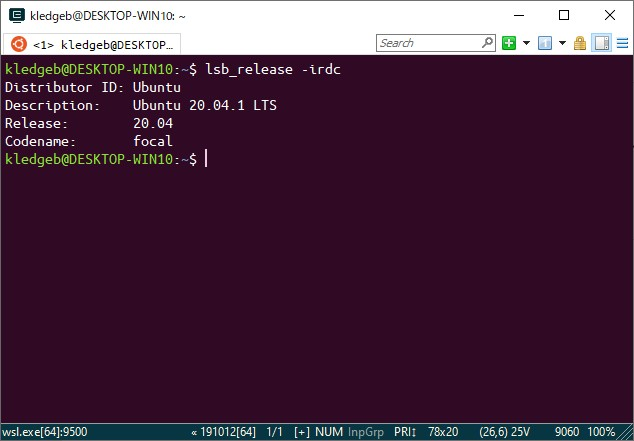 kledgeb@DESKTOP-WIN10: ~
<1> kledgeb@DESKTOP... Search
kledgeb@DESKTOP-WIN10:~$ lsb_release -irdc
Distributor ID: Ubuntu
Description:    Ubuntu 20.04.1 LTS
Release:        20.04
Codename:       focal
kledgeb@DESKTOP-WIN10:~$
wsl.exe[64]:9500 « 191012[64] 1/1 [+] NUM InpGrp PRI↕ 78x20 (26,6) 25V 9060 100%